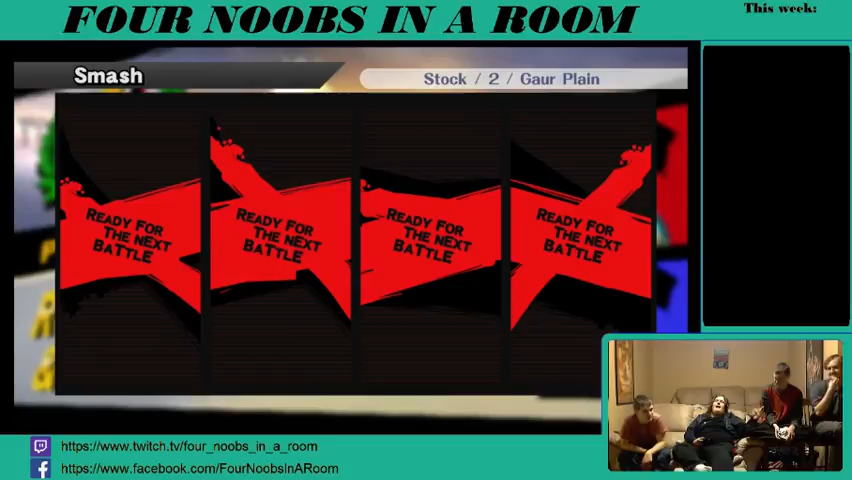 FOUR NOOBS IN A ROOM
This week:
Smash
Stock / 2 / Gaur Plain
READY FOR
THE NEXT
BATTLE
READY FOR
THE NEXT
BATTLE
READY FOR
THE NEXT
BATTLE
READY FOR
THE NEXT
BATTLE
https://www.twitch.tv/four_noobs_in_a_room
https://www.facebook.com/FourNoobsInARoom